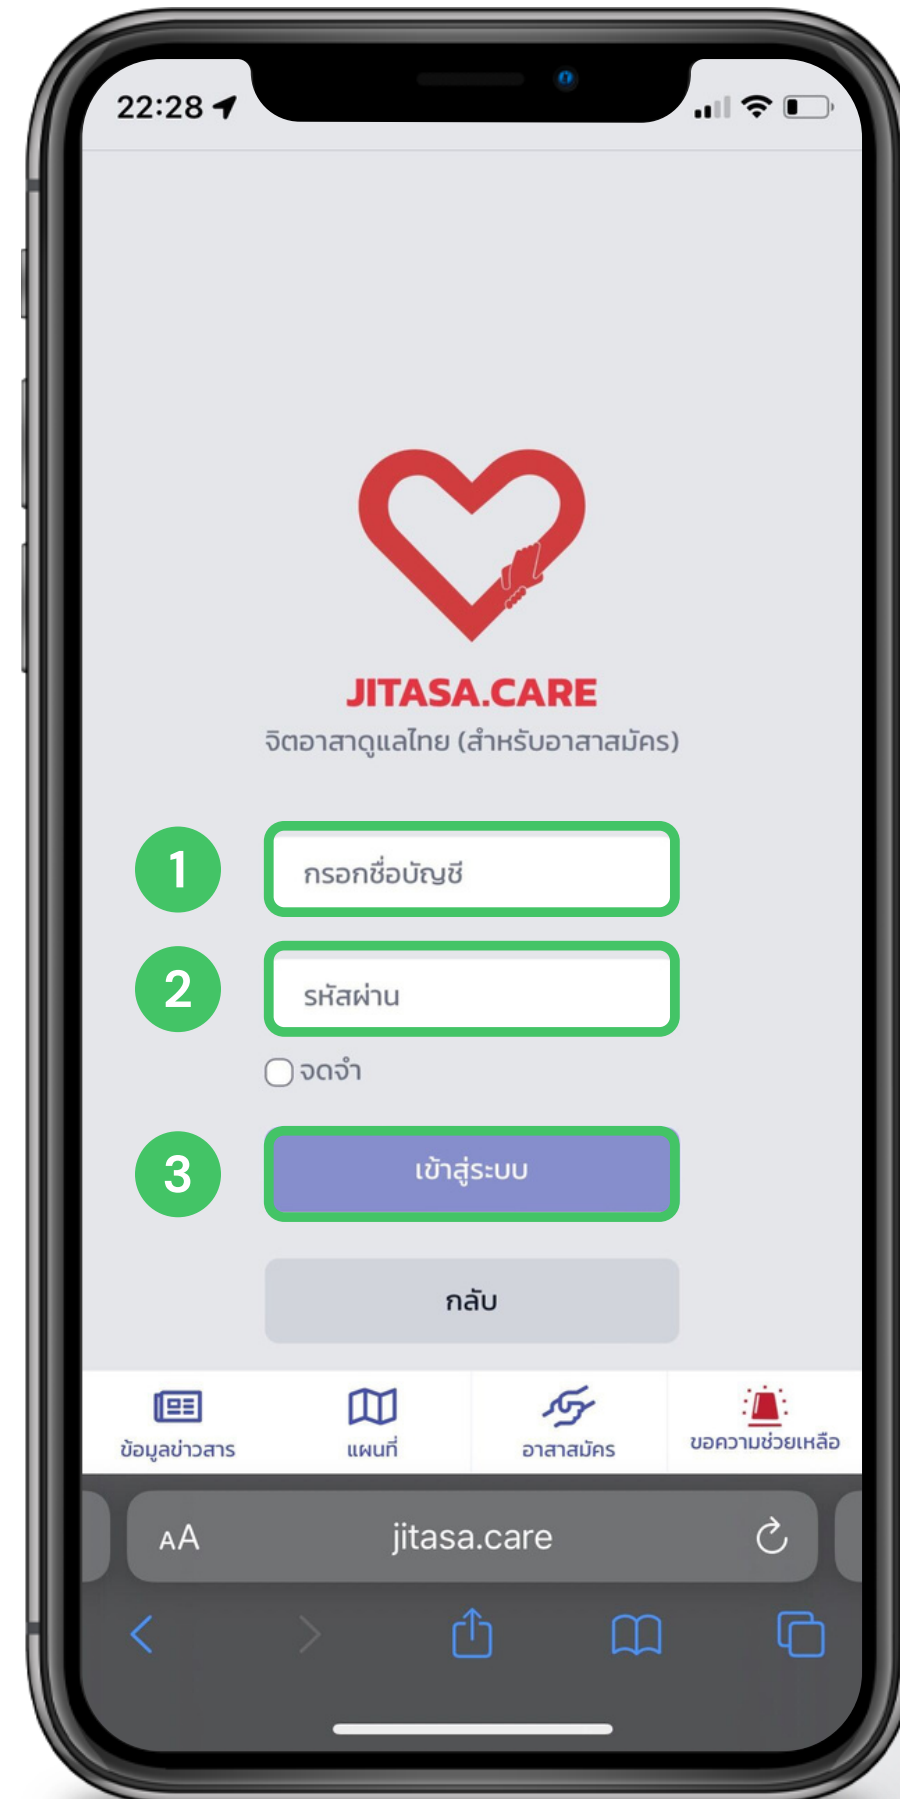 22:28
JITASA.CARE
จิตอาสาดูแลไทย (สำหรับอาสาสมัคร)
1
กรอกชื่อบัญชี
2
รหัสผ่าน
จดจำ
3
เข้าสู่ระบบ
กลับ
ข้อมูลข่าวสาร
แผนที่
อาสาสมัคร
ขอความช่วยเหลือ
AA
jitasa.care